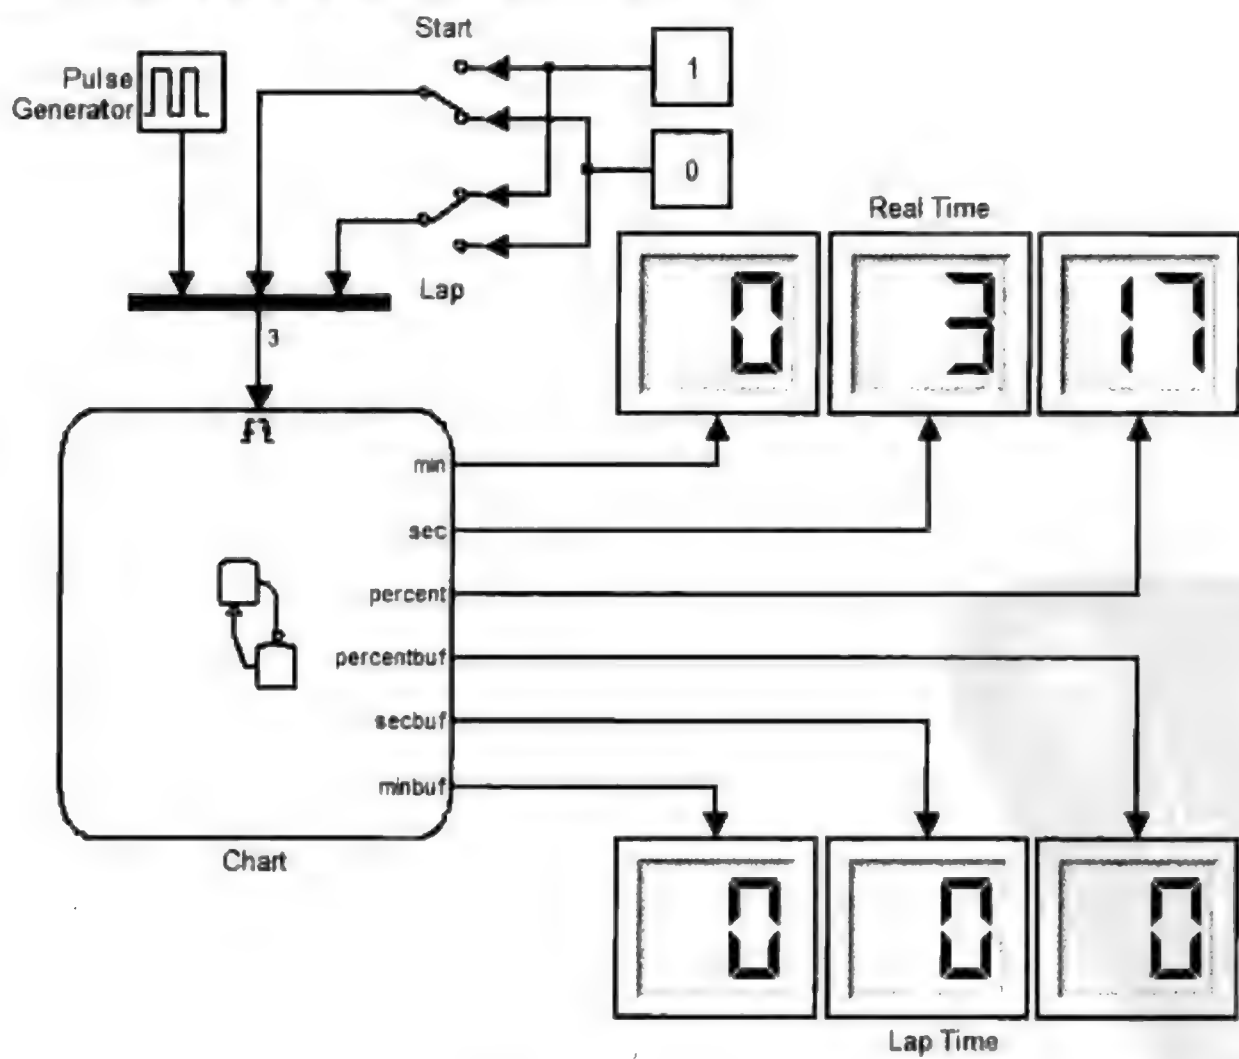 Start
Pulse
Generator
1
0
Lap
3
Real Time
0 3 17
min
sec
percent
percentbuf
secbuf
minbuf
Chart
0 0 0
Lap Time